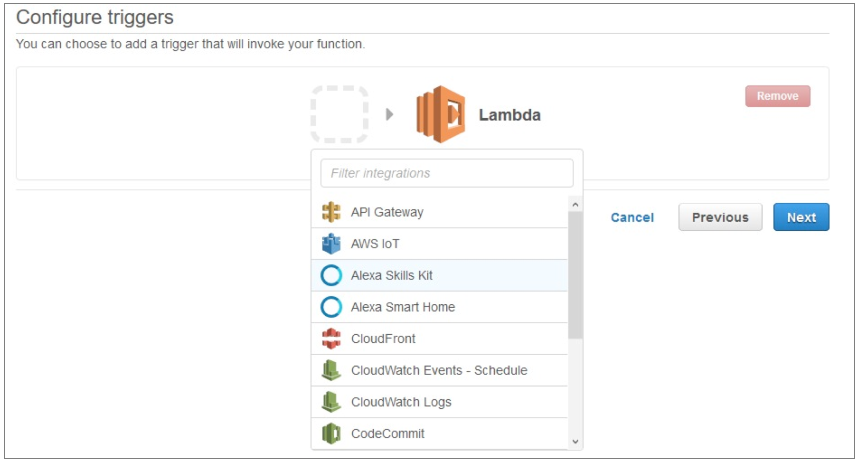 Configure triggers
You can choose to add a trigger that will invoke your function.
Remove
Lambda
Filter integrations
API Gateway
AWS IoT
Alexa Skills Kit
Alexa Smart Home
CloudFront
CloudWatch Events - Schedule
CloudWatch Logs
CodeCommit
Cancel
Previous
Next